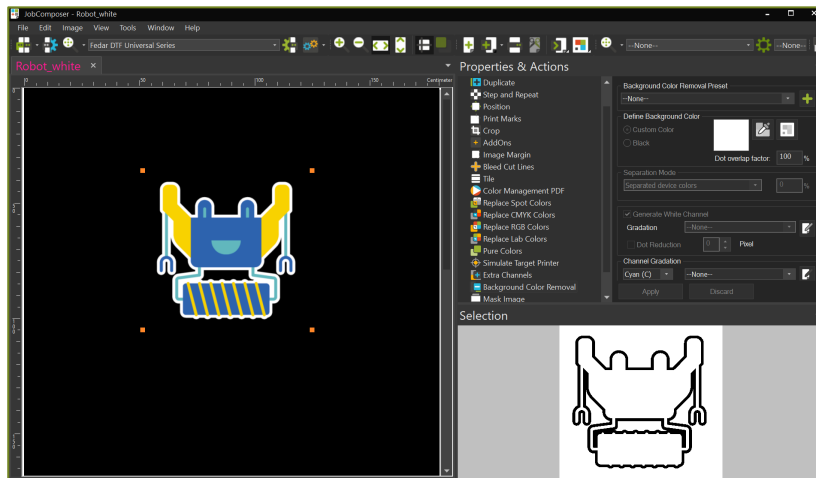 JobComposer - Robot_white
File Edit Image View Tools Window Help
Fedar DTF Universal Series
--None--
--None--
Robot_white ×
0 50 100 150 Centimeter
Properties & Actions
Duplicate
Step and Repeat
Position
Print Marks
Crop
AddOns
Image Margin
Bleed Cut Lines
Tile
Color Management PDF
Replace Spot Colors
Replace CMYK Colors
Replace RGB Colors
Replace Lab Colors
Pure Colors
Simulate Target Printer
Extra Channels
Background Color Removal
Mask Image
Background Color Removal Preset
--None--
Define Background Color
Custom Color
Black
Dot overlap factor: 100 %
Separation Mode
Separated device colors 0 %
Generate White Channel
Gradation --None--
Dot Reduction 0 Pixel
Channel Gradation
Cyan (C) --None--
Apply Discard
Selection